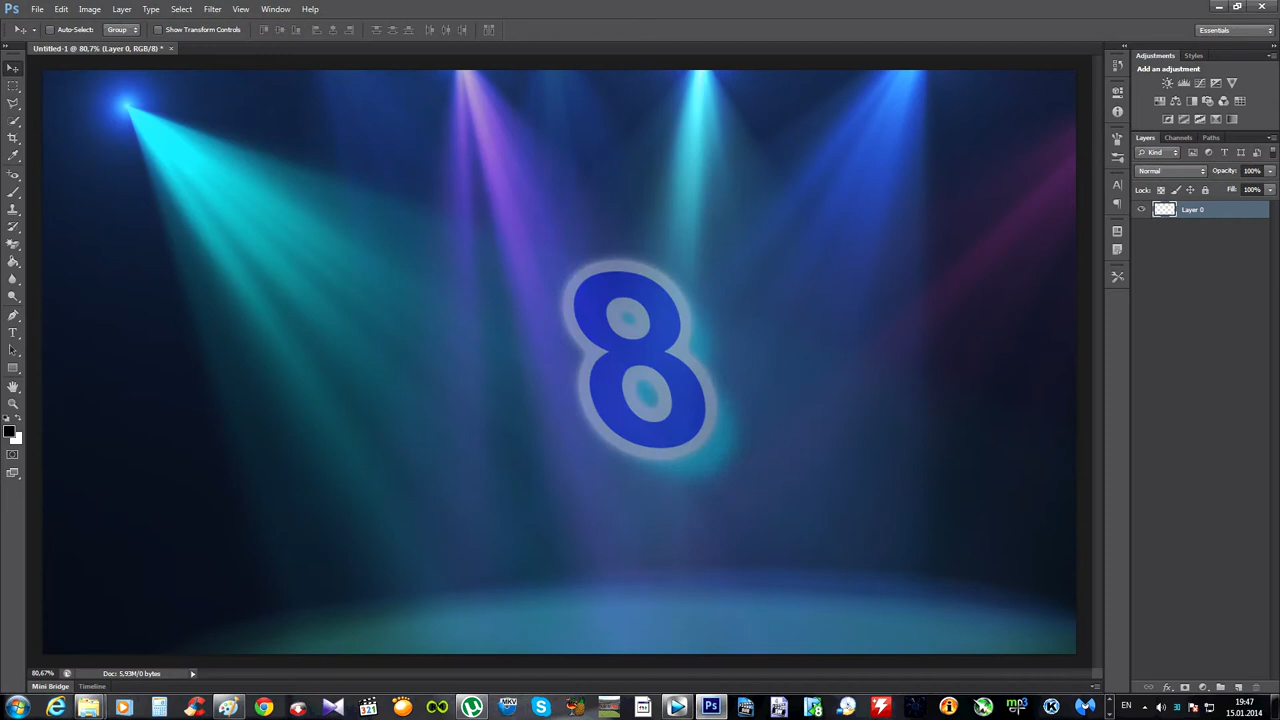 Ps File Edit Image Layer Type Select Filter View Window Help
Auto-Select: Group Show Transform Controls Essentials
Untitled-1 @ 80,7% (Layer 0, RGB/8) * x
Adjustments Styles
Add an adjustment
Layers Channels Paths
Kind
Normal Opacity: 100%
Lock: Fill: 100%
Layer 0
8
80,67% Doc: 5,93M/0 bytes
Mini Bridge Timeline
EN 19:47
15.01.2014